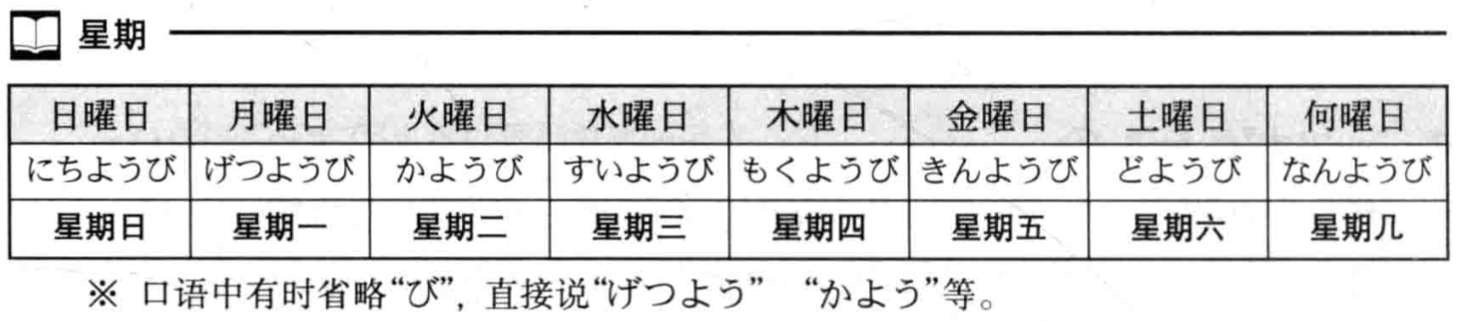 星期
日曜日 月曜日 火曜日 水曜日 木曜日 金曜日 土曜日 何曜日
にちようび げつようび かようび すいようび もくようび きんようび どようび なんようび
星期日 星期一 星期二 星期三 星期四 星期五 星期六 星期几
※ 口语中有时省略“び”, 直接说“げつよう” “かよう”等。